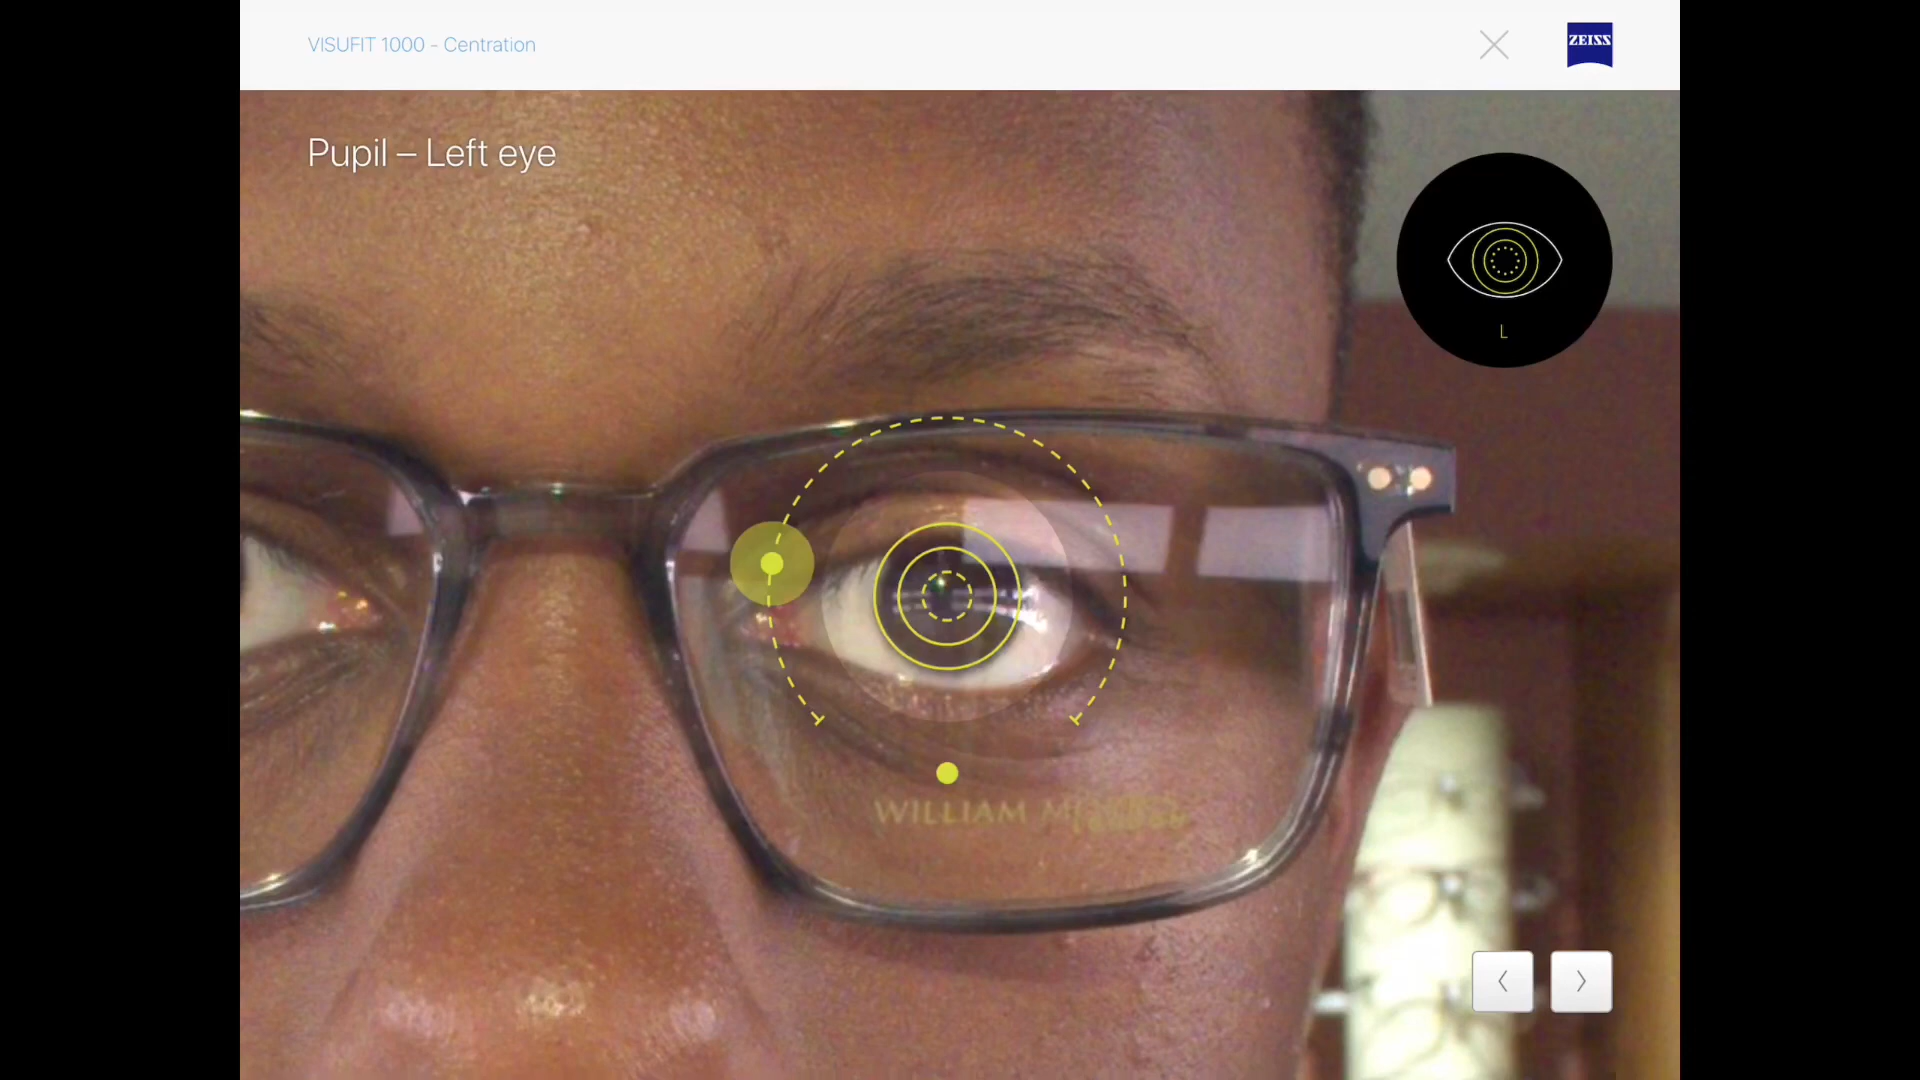 VISUFIT 1000 - Centration
ZEISS
Pupil – Left eye
L
WILLIAM